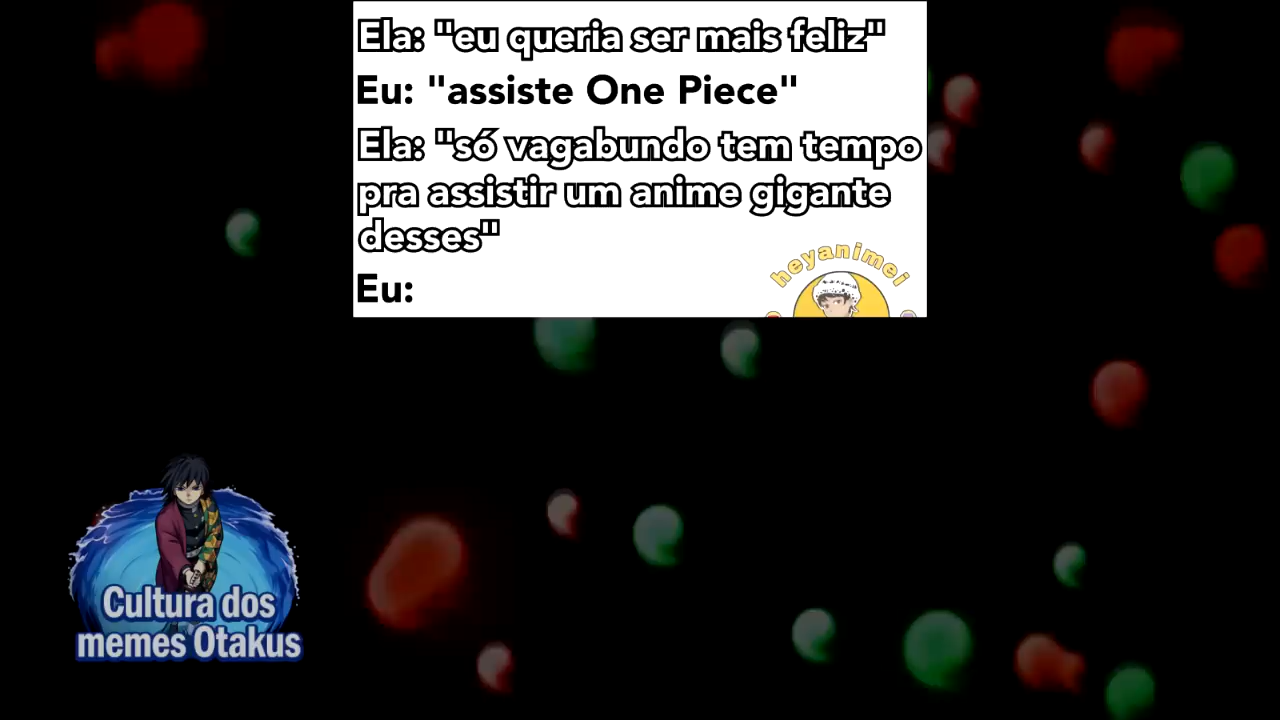 Ela: "eu queria ser mais feliz"
Eu: "assiste One Piece"
Ela: "só vagabundo tem tempo
pra assistir um anime gigante
desses"
Eu:
heyanimei
Cultura dos
memes Otakus